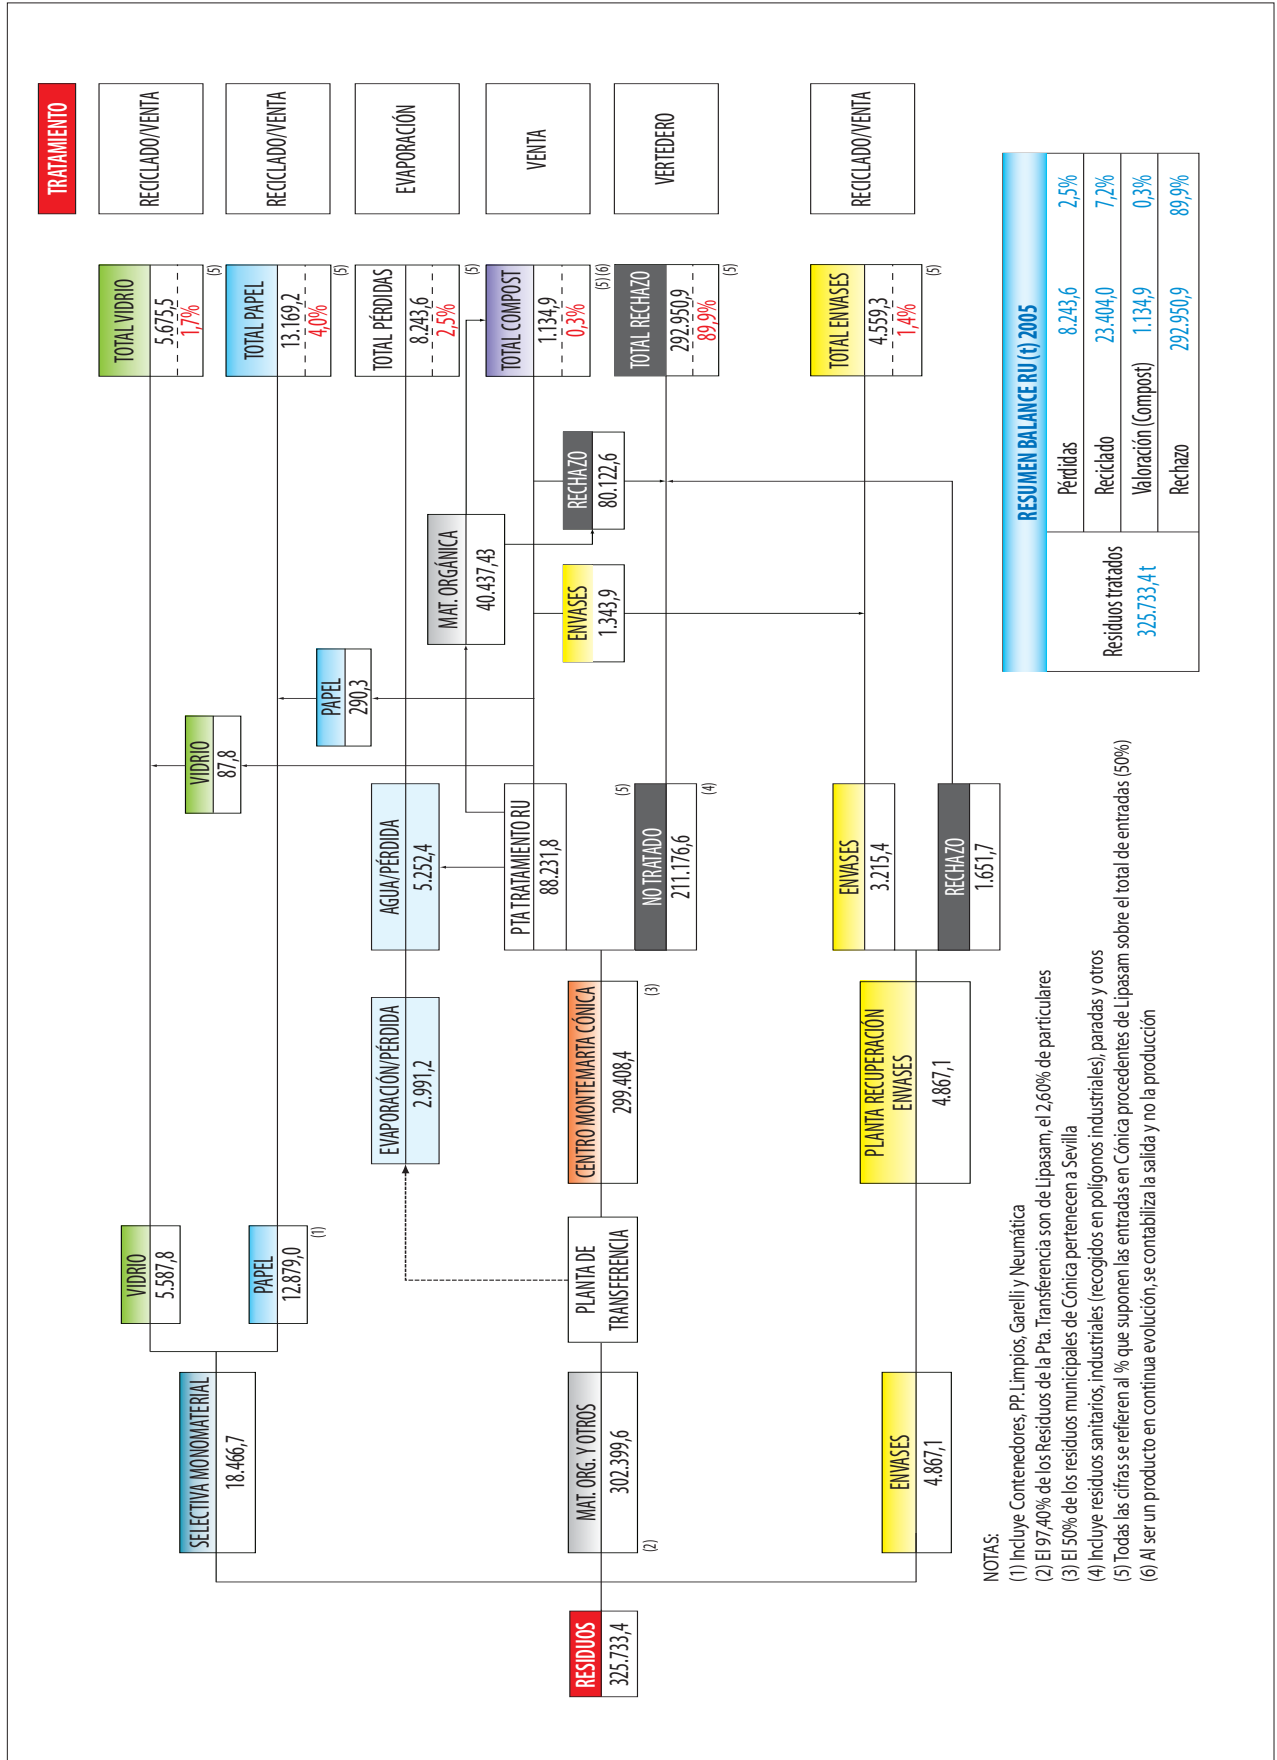 RESIDUOS
325.733,4
SELECTIVA MONOMATERIAL
18.466,7
MAT. ORG. Y OTROS
302.399,6
(2)
ENVASES
4.867,1
VIDRIO
5.587,8
PAPEL
12.879,0
(1)
PLANTA DE
TRANSFERENCIA
EVAPORACIÓN/PÉRDIDA
2.991,2
CENTRO MONTEMARTA CÓNICA
299.408,4
(3)
PLANTA RECUPERACIÓN
ENVASES
4.867,1
AGUA/PÉRDIDA
5.252,4
PTA TRATAMIENTO RU
88.231,8
NO TRATADO
211.176,6
(5)
(4)
ENVASES
3.215,4
RECHAZO
1.651,7
VIDRIO
87,8
PAPEL
290,3
MAT. ORGÁNICA
40.437,43
ENVASES
1.343,9
RECHAZO
80.122,6
TOTAL VIDRIO
5.675,5
1,7%
(5)
TOTAL PAPEL
13.169,2
4,0%
(5)
TOTAL PÉRDIDAS
8.243,6
2,5%
(5)
TOTAL COMPOST
1.134,9
0,3%
(5)(6)
TOTAL RECHAZO
292.950,9
89,9%
(5)
TOTAL ENVASES
4.559,3
1,4%
(5)
TRATAMIENTO
RECICLADO/VENTA
RECICLADO/VENTA
EVAPORACIÓN
VENTA
VERTEDERO
RECICLADO/VENTA
NOTAS:
(1) Incluye Contenedores, PP. Limpios, Garelli y Neumática
(2) El 97,40% de los Residuos de la Pta. Transferencia son de Lipasam, el 2,60% de particulares
(3) El 50% de los residuos municipales de Cónica pertenecen a Sevilla
(4) Incluye residuos sanitarios, industriales (recogidos en polígonos industriales), paradas y otros
(5) Todas las cifras se refieren al % que suponen las entradas en Cónica procedentes de Lipasam sobre el total de entradas (50%)
(6) Al ser un producto en continua evolución, se contabiliza la salida y no la producción
RESUMEN BALANCE RU (t) 2005
Residuos tratados
325.733,4 t
Pérdidas 8.243,6 2,5%
Reciclado 23.404,0 7,2%
Valoración (Compost) 1.134,9 0,3%
Rechazo 292.950,9 89,9%